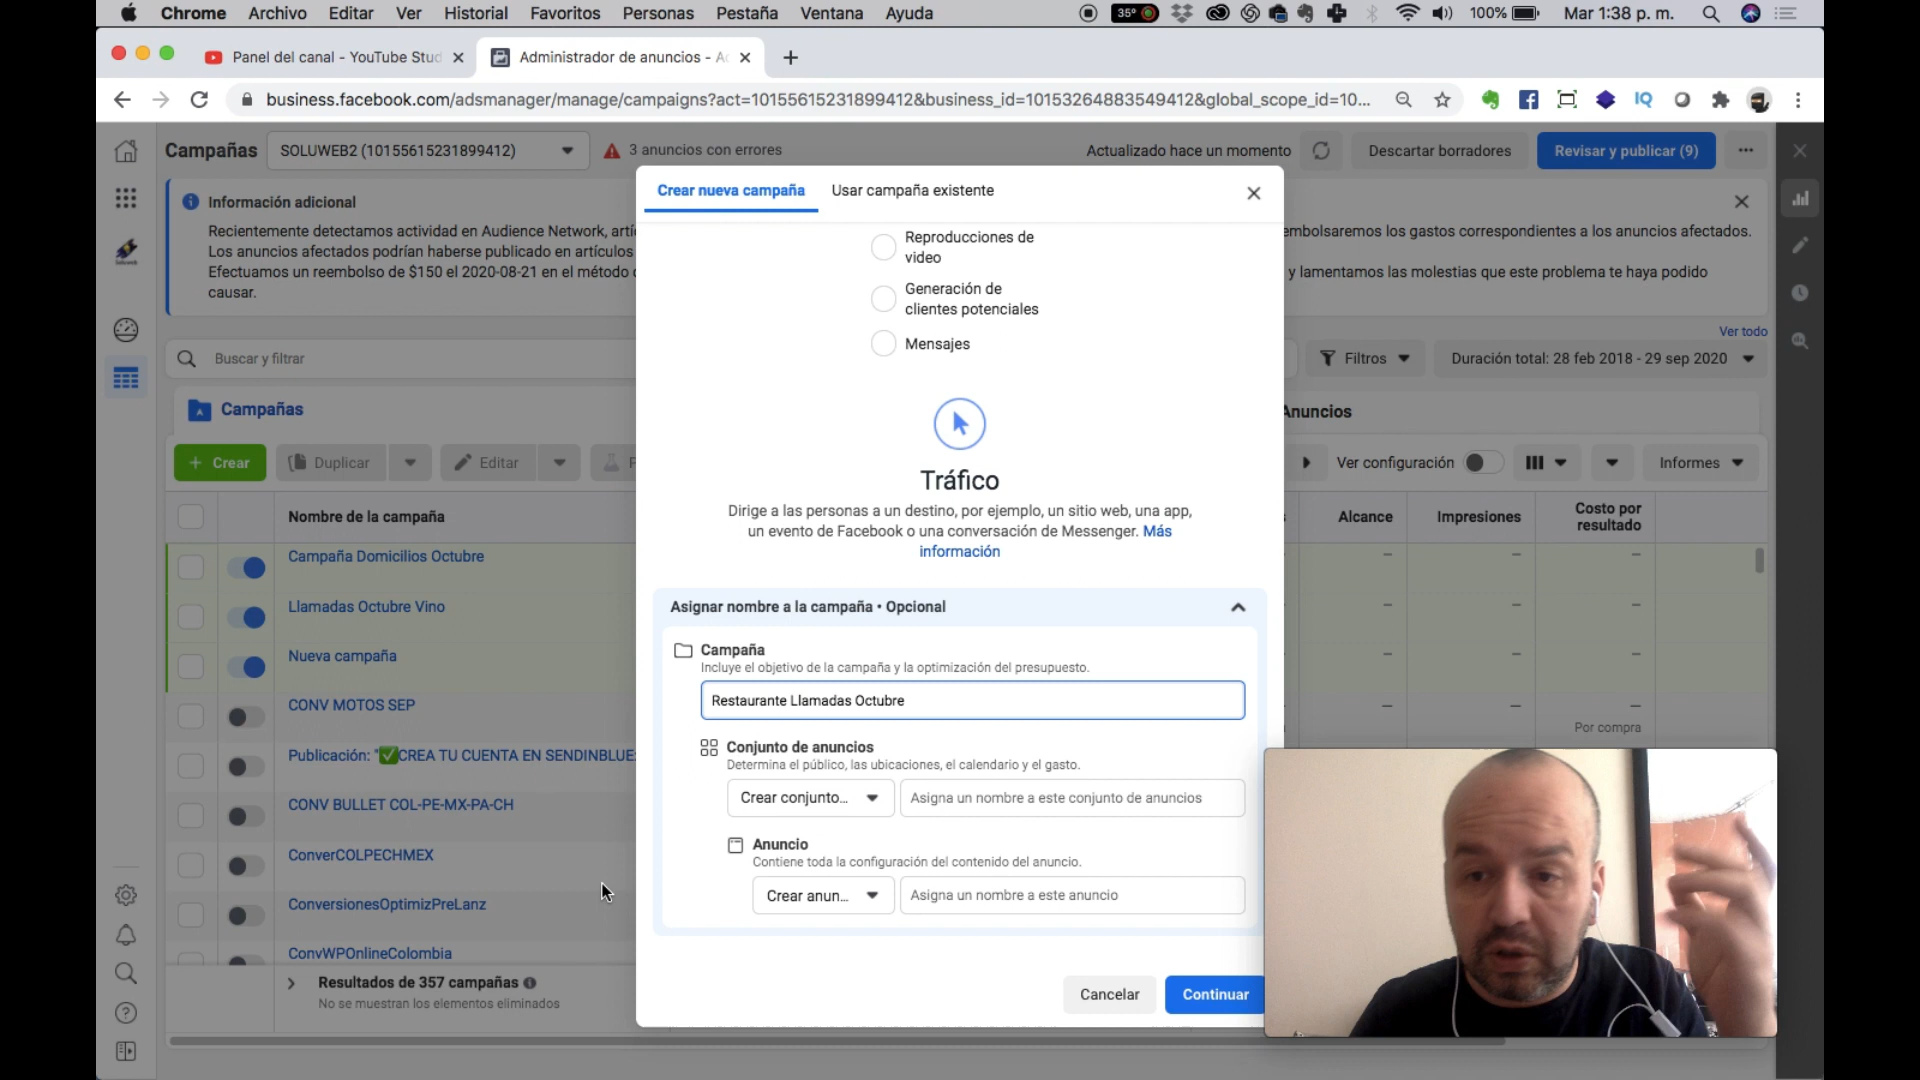 Chrome Archivo Editar Ver Historial Favoritos Personas Pestaña Ventana Ayuda 35° 100% Mar 1:38 p. m.
Panel del canal - YouTube Stud Administrador de anuncios - Ad
business.facebook.com/adsmanager/manage/campaigns?act=10155615231899412&business_id=10153264883549412&global_scope_id=10... IQ
Campañas SOLUWEB2 (10155615231899412) 3 anuncios con errores Actualizado hace un momento Descartar borradores Revisar y publicar (9)
Información adicional
Recientemente detectamos actividad en Audience Network, artí
Los anuncios afectados podrían haberse publicado en artículos embolsaremos los gastos correspondientes a los anuncios afectados.
Efectuamos un reembolso de $150 el 2020-08-21 en el método y lamentamos las molestias que este problema te haya podido
causar.
Ver todo
Buscar y filtrar Filtros Duración total: 28 feb 2018 - 29 sep 2020
Campañas Anuncios
+ Crear Duplicar Editar Ver configuración Informes
Nombre de la campaña Alcance Impresiones Costo por
resultado
Campaña Domicilios Octubre – – –
Llamadas Octubre Vino – – –
Nueva campaña – – –
CONV MOTOS SEP – – –
Por compra
Publicación: "✅CREA TU CUENTA EN SENDINBLUE:
CONV BULLET COL-PE-MX-PA-CH
ConverCOLPECHMEX
ConversionesOptimizPreLanz
ConvWPOnlineColombia
Resultados de 357 campañas
No se muestran los elementos eliminados
Crear nueva campaña Usar campaña existente
Reproducciones de
video
Generación de
clientes potenciales
Mensajes
Tráfico
Dirige a las personas a un destino, por ejemplo, un sitio web, una app,
un evento de Facebook o una conversación de Messenger. Más
información
Asignar nombre a la campaña • Opcional
Campaña
Incluye el objetivo de la campaña y la optimización del presupuesto.
Restaurante Llamadas Octubre
Conjunto de anuncios
Determina el público, las ubicaciones, el calendario y el gasto.
Crear conjunto... Asigna un nombre a este conjunto de anuncios
Anuncio
Contiene toda la configuración del contenido del anuncio.
Crear anun... Asigna un nombre a este anuncio
Cancelar Continuar